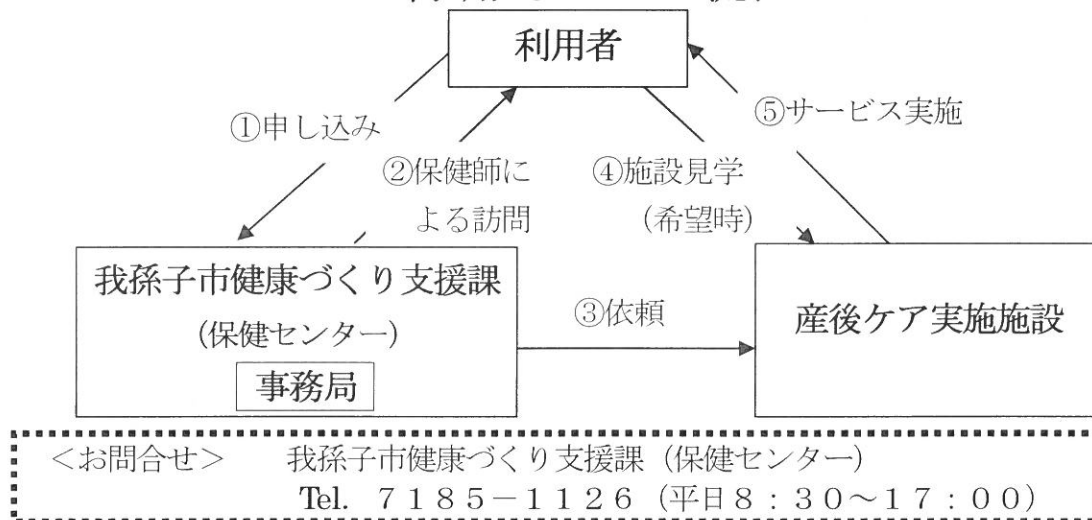 利用者
①申し込み
②保健師に
よる訪問
④施設見学
(希望時)
⑤サービス実施
我孫子市健康づくり支援課
(保健センター)
事務局
③依頼
産後ケア実施施設
<お問合せ> 我孫子市健康づくり支援課（保健センター）
Tel. ７１８５－１１２６（平日８：３０～１７：００）